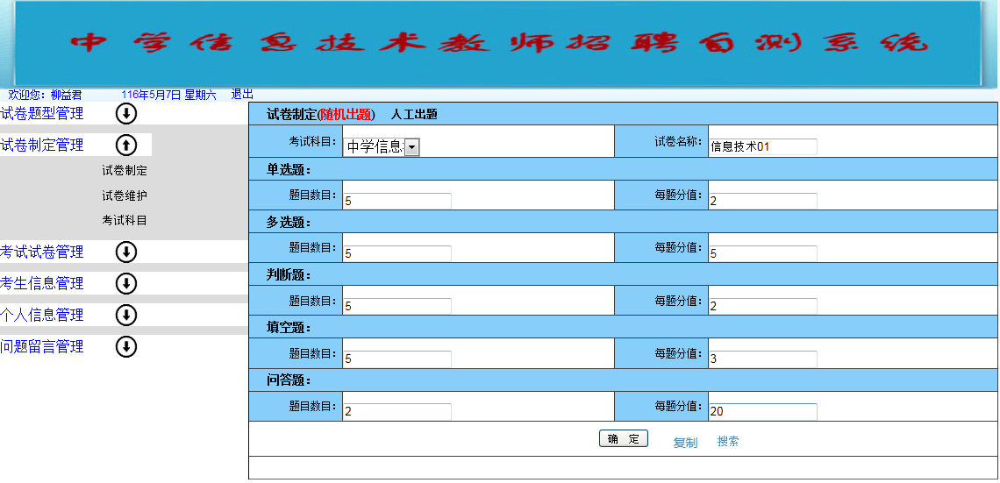 中学信息技术教师招聘自测系统
欢迎您：柳益君 116年5月7日 星期六 退出
试卷题型管理
试卷制定管理
试卷制定
试卷维护
考试科目
考试试卷管理
考生信息管理
个人信息管理
问题留言管理
试卷制定(随机出题) 人工出题
考试科目： 中学信息 试卷名称： 信息技术01
单选题：
题目数目： 5 每题分值： 2
多选题：
题目数目： 5 每题分值： 5
判断题：
题目数目： 5 每题分值： 2
填空题：
题目数目： 5 每题分值： 3
问答题：
题目数目： 2 每题分值： 20
确 定 复制 搜索